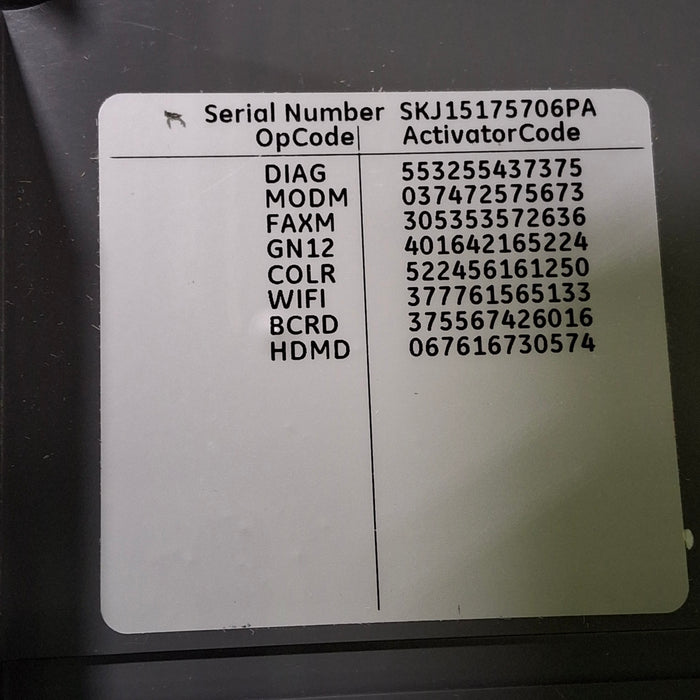 Serial Number SKJ15175706PA
OpCode ActivatorCode
DIAG 553255437375
MODM 037472575673
FAXM 305353572636
GN12 401642165224
COLR 522456161250
WIFI 377761565133
BCRD 375567426016
HDMD 067616730574